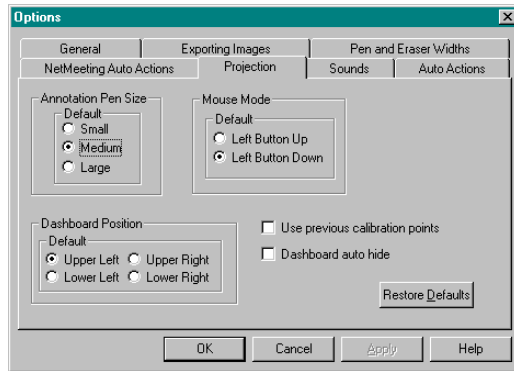 Options
General Exporting Images Pen and Eraser Widths
NetMeeting Auto Actions Projection Sounds Auto Actions
Annotation Pen Size Mouse Mode
Default Default
Small Left Button Up
Medium Left Button Down
Large
Dashboard Position Use previous calibration points
Default Dashboard auto hide
Upper Left Upper Right
Lower Left Lower Right
Restore Defaults
OK Cancel Apply Help